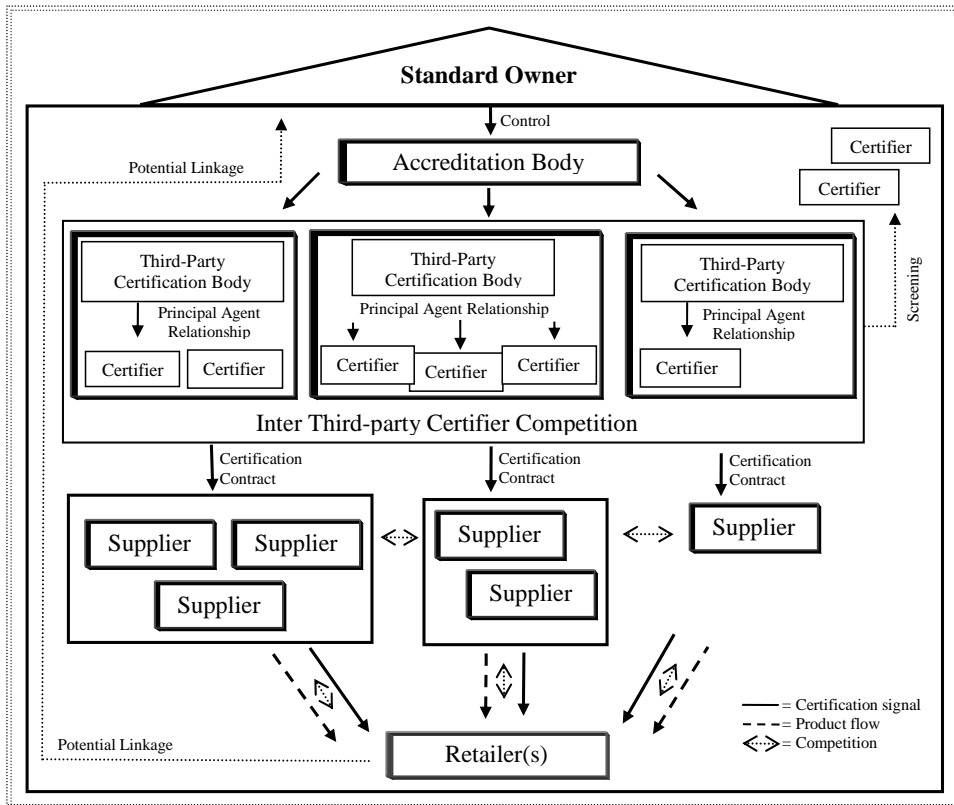 Standard Owner
Control
Potential Linkage
Accreditation Body
Certifier
Certifier
Third-Party
Certification Body
Principal Agent
Relationship
Certifier
Certifier
Third-Party
Certification Body
Principal Agent Relationship
Certifier
Certifier
Certifier
Third-Party
Certification Body
Principal Agent
Relationship
Certifier
Screening
Inter Third-party Certifier Competition
Certification
Contract
Certification
Contract
Certification
Contract
Supplier
Supplier
Supplier
Supplier
Supplier
Supplier
= Certification signal
= Product flow
= Competition
Potential Linkage
Retailer(s)